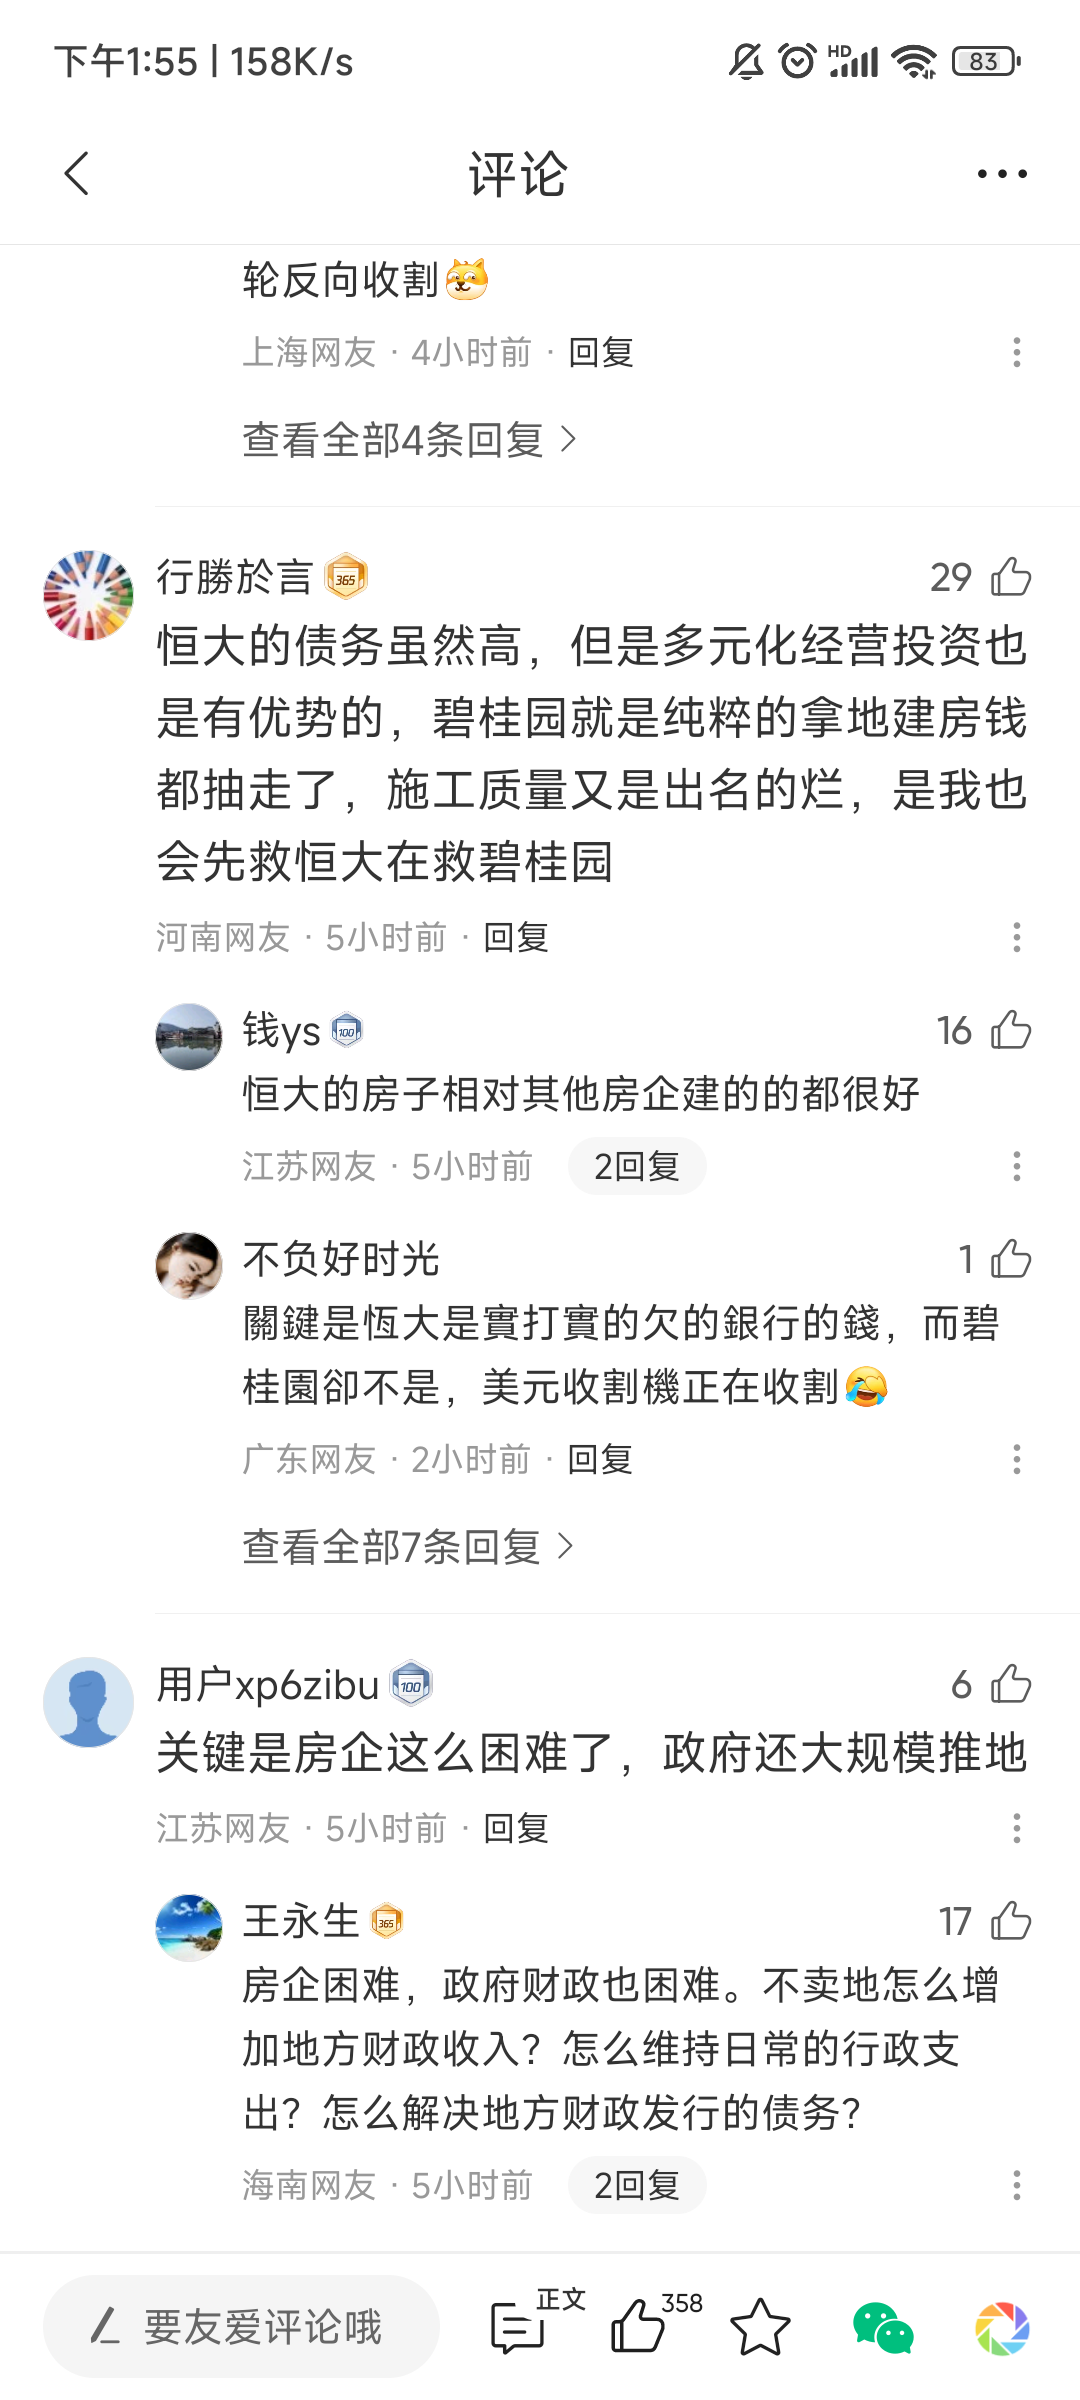 下午1:55 | 158K/s
HD
83
评论
轮反向收割
上海网友 · 4小时前 · 回复
查看全部4条回复
行勝於言 365 29
恒大的债务虽然高，但是多元化经营投资也
是有优势的，碧桂园就是纯粹的拿地建房钱
都抽走了，施工质量又是出名的烂，是我也
会先救恒大在救碧桂园
河南网友 · 5小时前 · 回复
钱ys 100 16
恒大的房子相对其他房企建的的都很好
江苏网友 · 5小时前 2回复
不负好时光 1
關鍵是恆大是實打實的欠的銀行的錢，而碧
桂園卻不是，美元收割機正在收割
广东网友 · 2小时前 · 回复
查看全部7条回复
用户xp6zibu 100 6
关键是房企这么困难了，政府还大规模推地
江苏网友 · 5小时前 · 回复
王永生 365 17
房企困难，政府财政也困难。不卖地怎么增
加地方财政收入？怎么维持日常的行政支
出？怎么解决地方财政发行的债务？
海南网友 · 5小时前 2回复
要友爱评论哦 正文 358